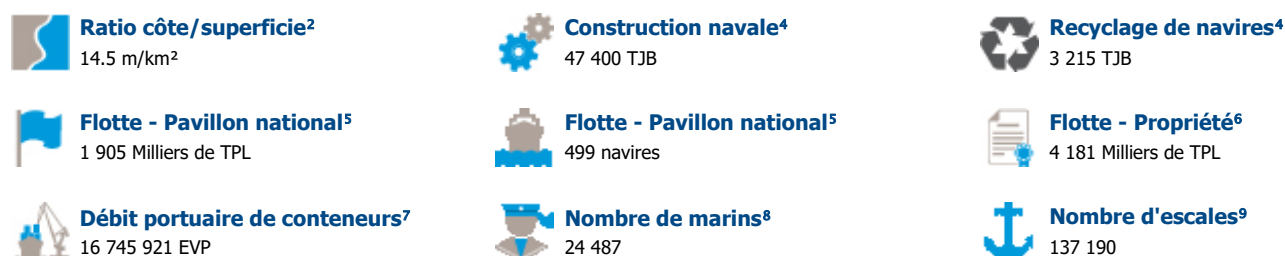 Ratio côte/superficie²
14.5 m/km²
Construction navale⁴
47 400 TJB
Recyclage de navires⁴
3 215 TJB
Flotte - Pavillon national⁵
1 905 Milliers de TPL
Flotte - Pavillon national⁵
499 navires
Flotte - Propriété⁶
4 181 Milliers de TPL
Débit portuaire de conteneurs⁷
16 745 921 EVP
Nombre de marins⁸
24 487
Nombre d'escales⁹
137 190